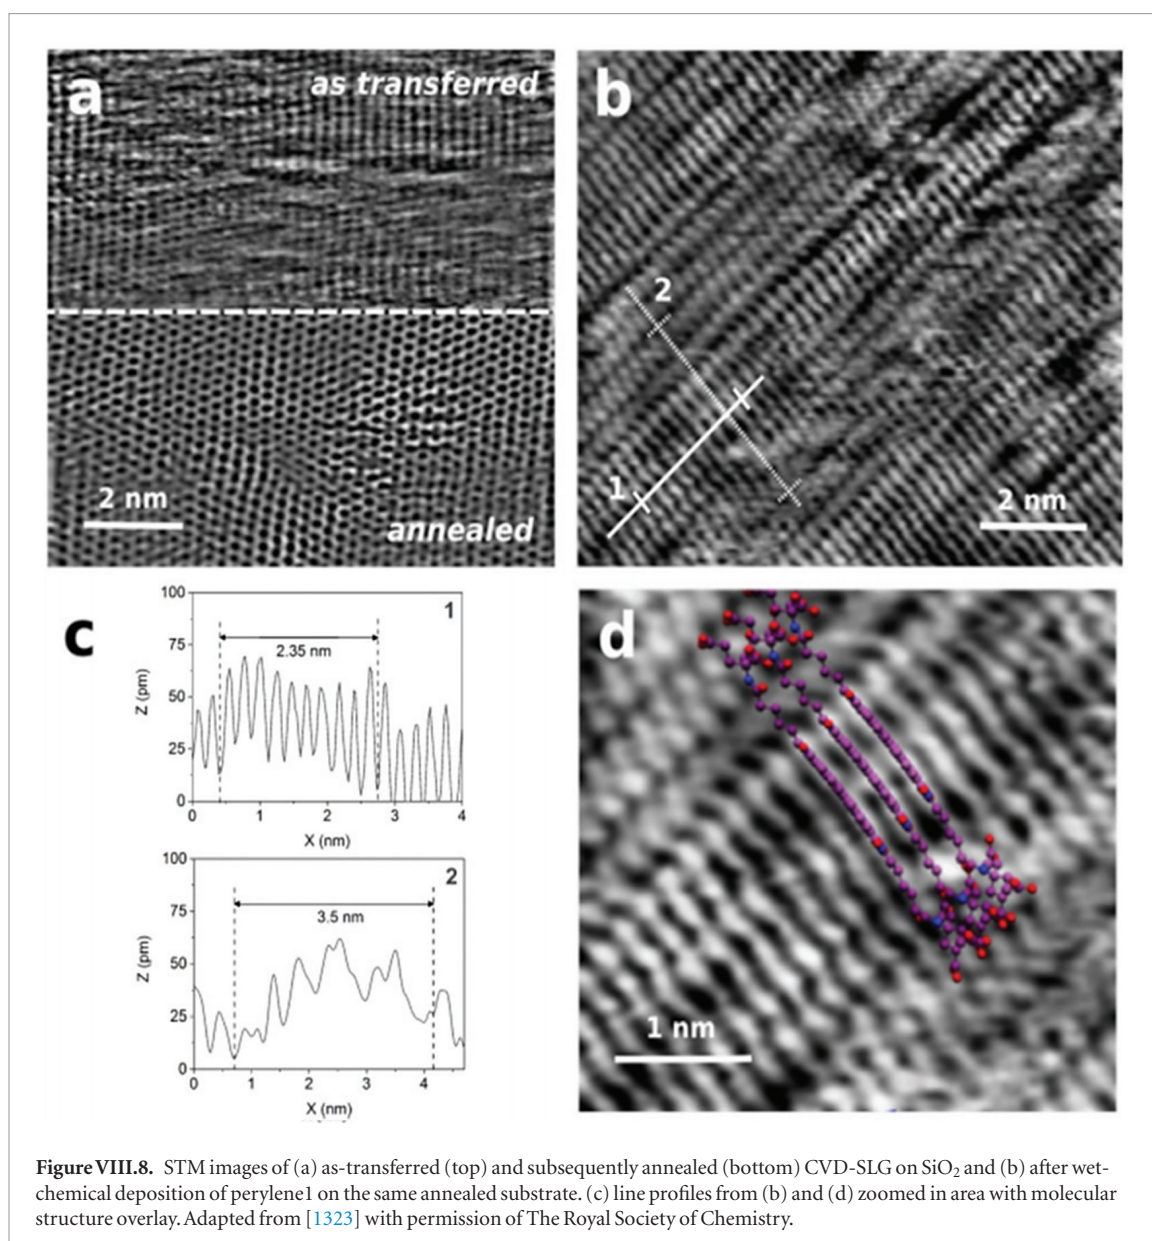 a
as transferred
2 nm
annealed
b
2
1
2 nm
c
1
100
75
50
25
0
Z (pm)
2.35 nm
0 1 2 3 4
X (nm)
2
100
75
50
25
0
Z (pm)
3.5 nm
0 1 2 3 4
X (nm)
d
1 nm
Figure VIII.8. STM images of (a) as-transferred (top) and subsequently annealed (bottom) CVD-SLG on SiO₂ and (b) after wet-
chemical deposition of perylene1 on the same annealed substrate. (c) line profiles from (b) and (d) zoomed in area with molecular
structure overlay. Adapted from [1323] with permission of The Royal Society of Chemistry.